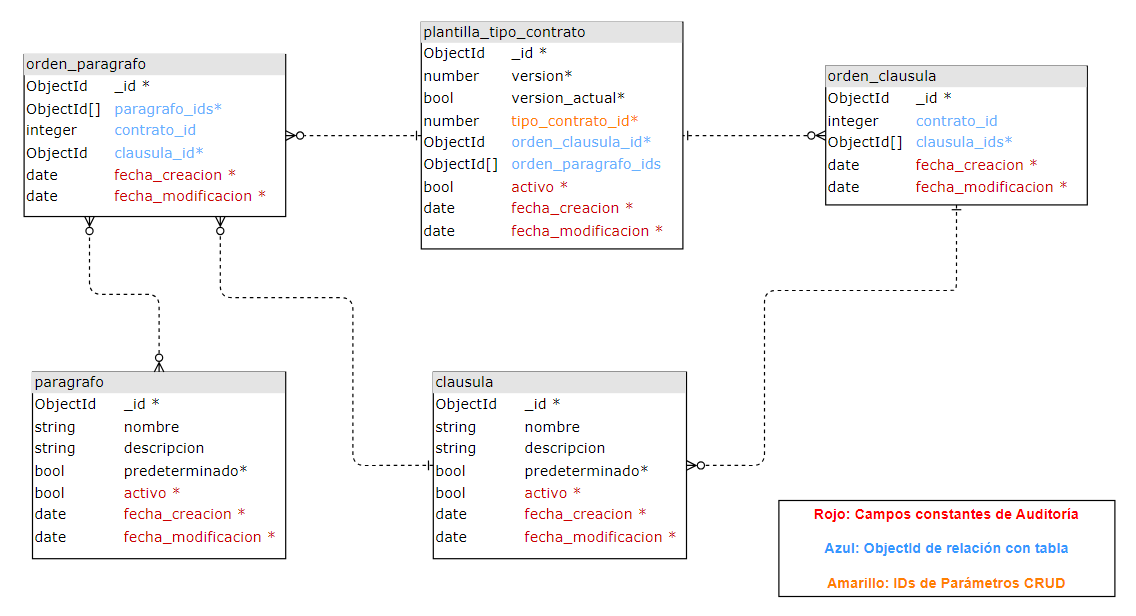 orden_paragrafo
ObjectId _id *
ObjectId[] paragrafo_ids*
integer contrato_id
ObjectId clausula_id*
date fecha_creacion *
date fecha_modificacion *
plantilla_tipo_contrato
ObjectId _id *
number version*
bool version_actual*
number tipo_contrato_id*
ObjectId orden_clausula_id*
ObjectId[] orden_paragrafo_ids
bool activo *
date fecha_creacion *
date fecha_modificacion *
orden_clausula
ObjectId _id *
integer contrato_id
ObjectId[] clausula_ids*
date fecha_creacion *
date fecha_modificacion *
paragrafo
ObjectId _id *
string nombre
string descripcion
bool predeterminado*
bool activo *
date fecha_creacion *
date fecha_modificacion *
clausula
ObjectId _id *
string nombre
string descripcion
bool predeterminado*
bool activo *
date fecha_creacion *
date fecha_modificacion *
Rojo: Campos constantes de Auditoría
Azul: ObjectId de relación con tabla
Amarillo: IDs de Parámetros CRUD